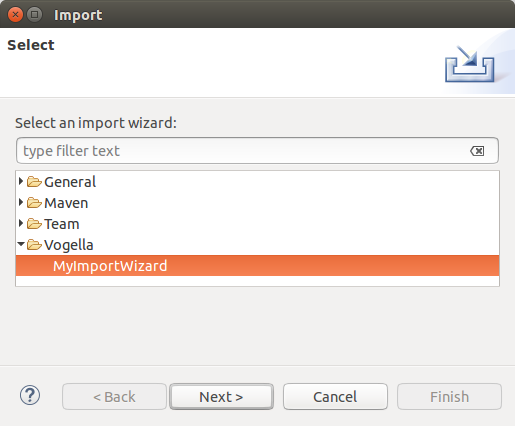 Import
Select
Select an import wizard:
type filter text
General
Maven
Team
Vogella
MyImportWizard
? < Back Next > Cancel Finish